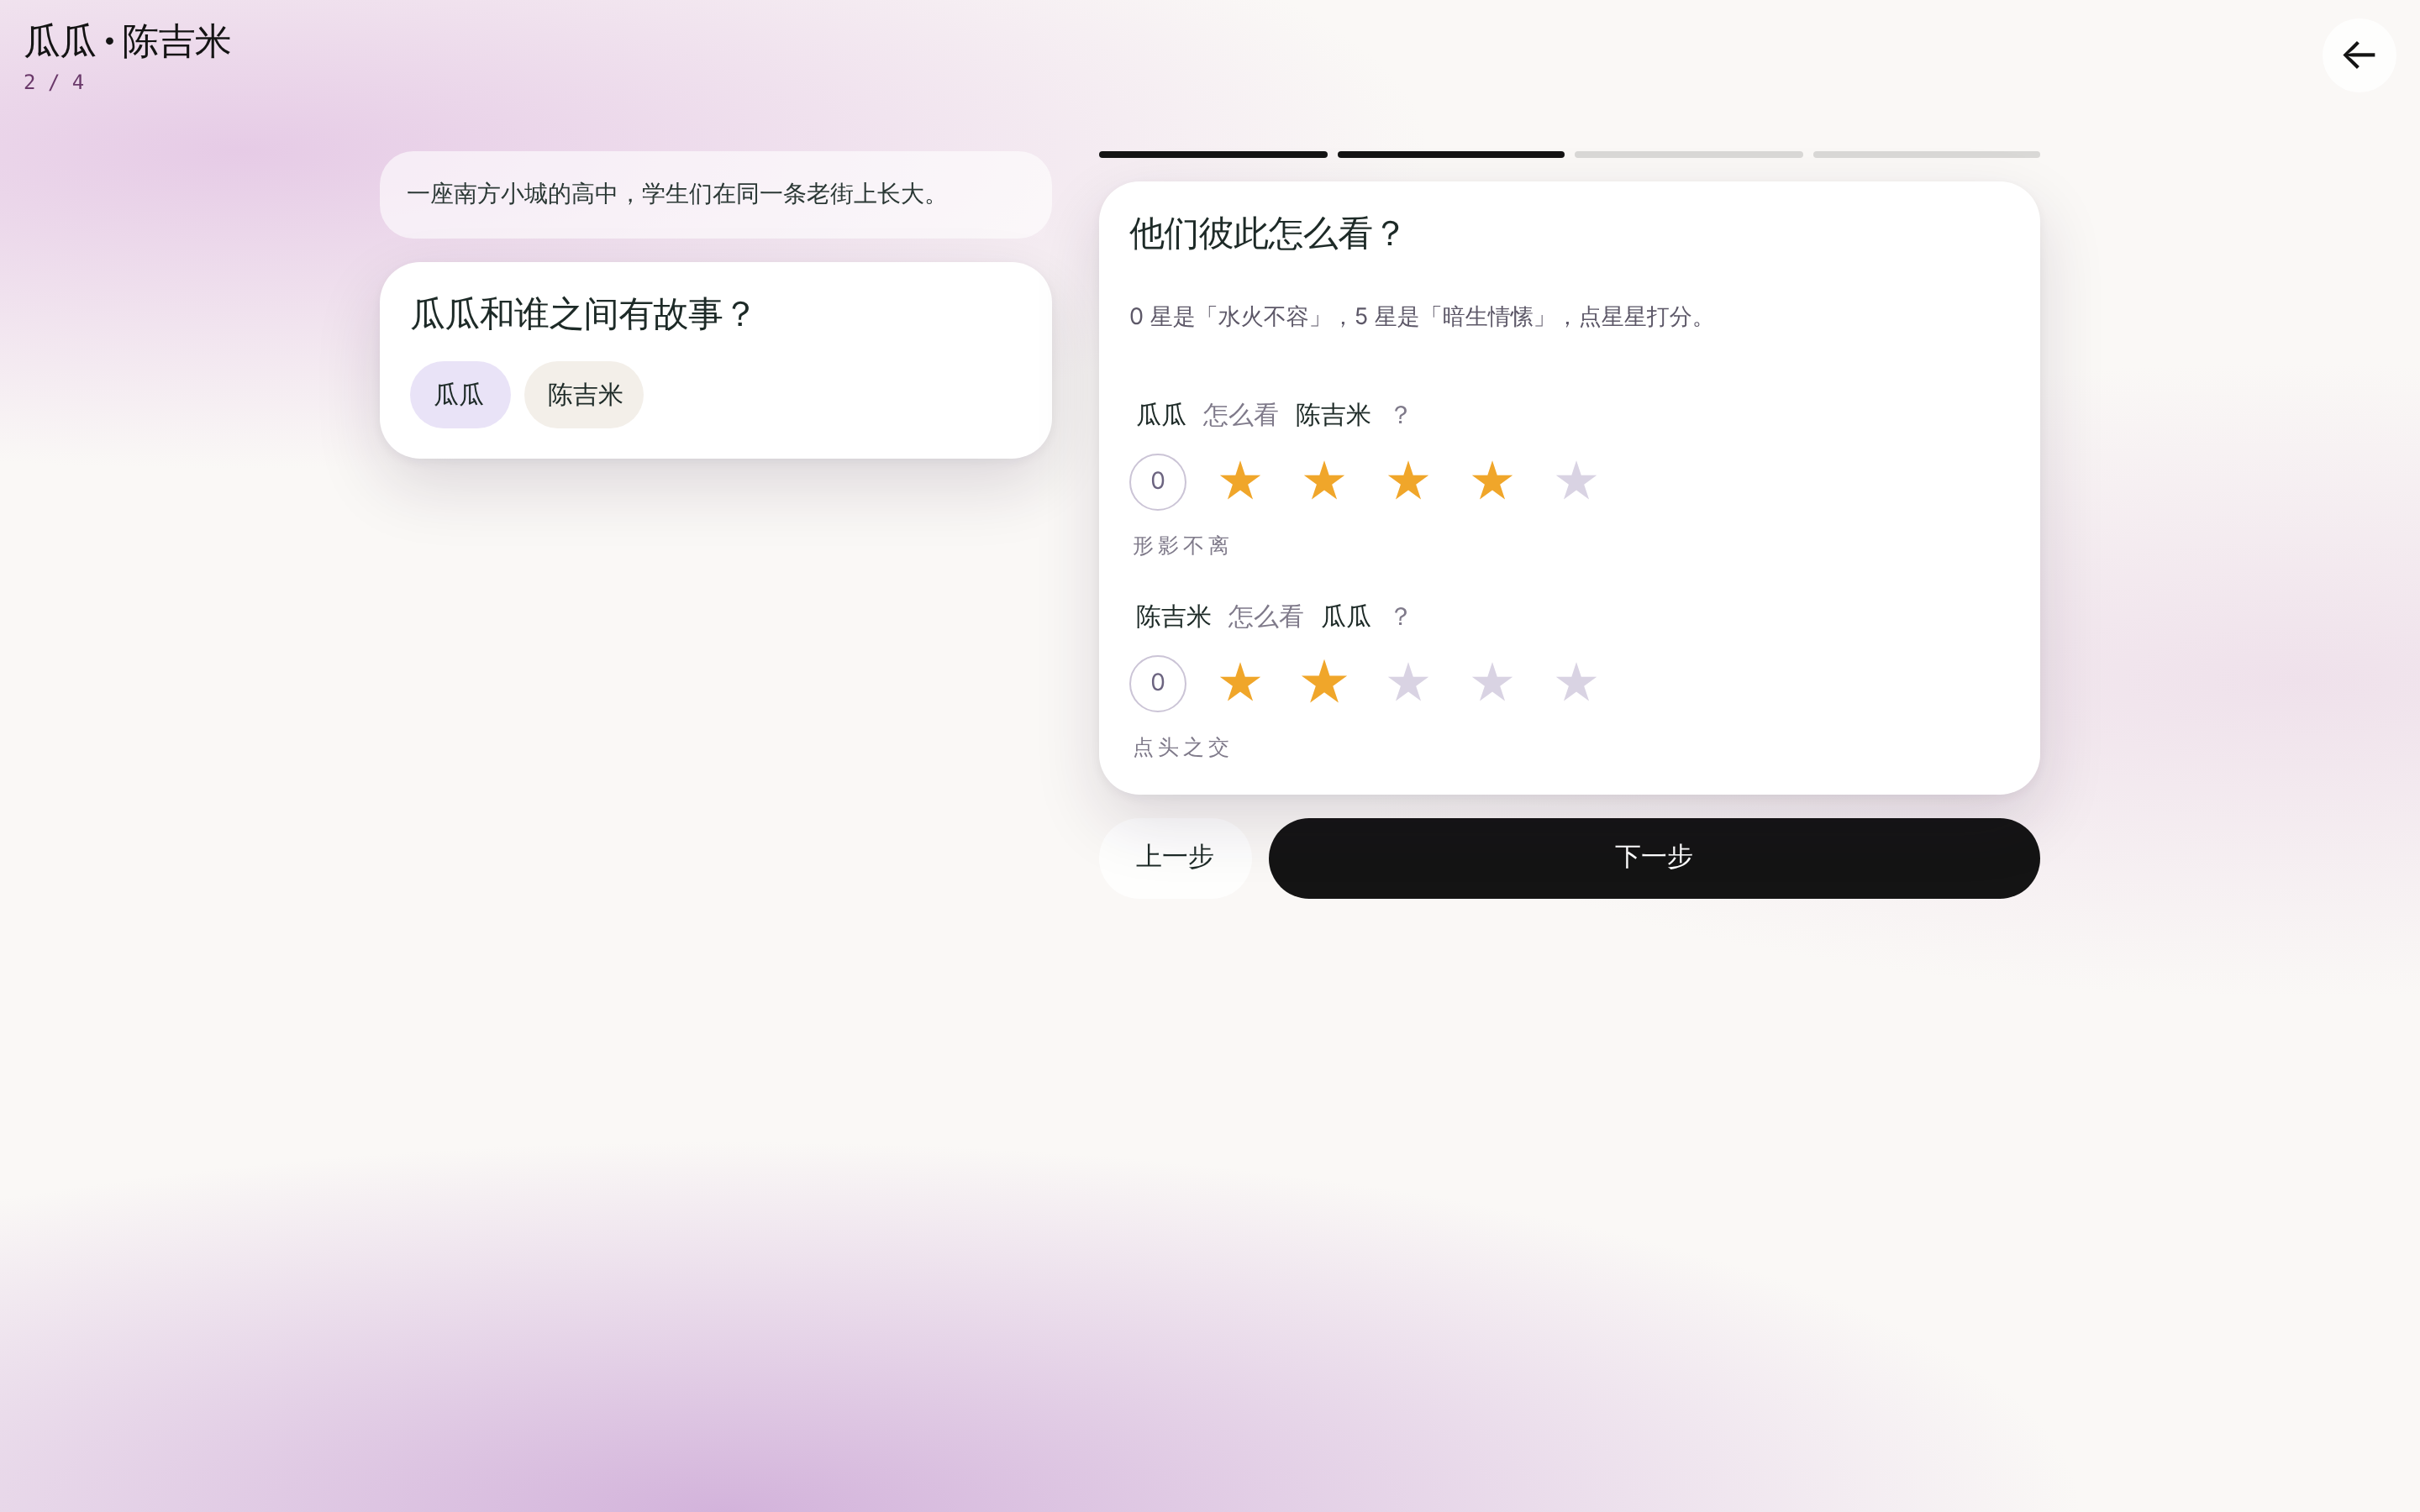 瓜瓜·陈吉米
2 / 4
一座南方小城的高中，学生们在同一条老街上长大。
瓜瓜和谁之间有故事？
瓜瓜 陈吉米
他们彼此怎么看？
0 星是「水火不容」，5 星是「暗生情愫」，点星星打分。
瓜瓜 怎么看 陈吉米 ？
0
形影不离
陈吉米 怎么看 瓜瓜 ？
0
点头之交
上一步 下一步